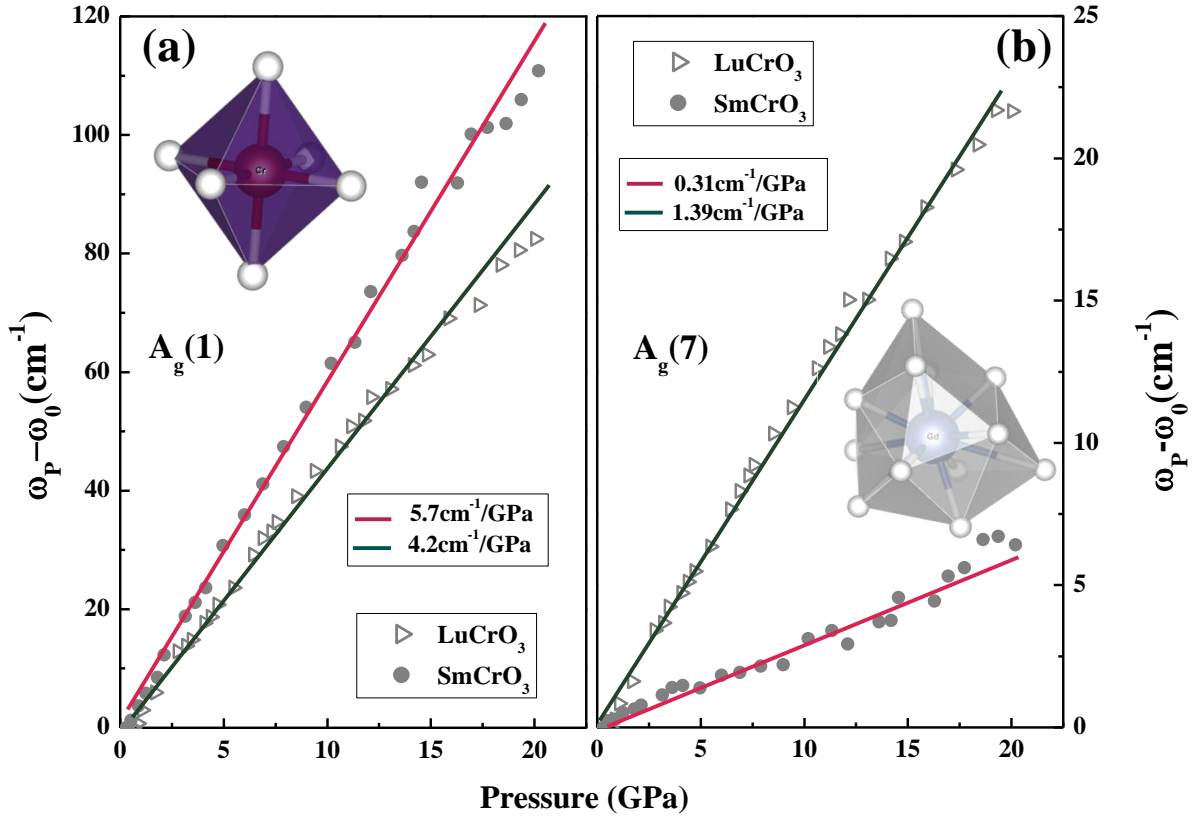 (a)
Cr
A_g(1)
5.7cm^-1/GPa
4.2cm^-1/GPa
LuCrO_3
SmCrO_3
0
20
40
60
80
100
120
0
5
10
15
20
ω_P−ω_0(cm^-1)
(b)
LuCrO_3
SmCrO_3
0.31cm^-1/GPa
1.39cm^-1/GPa
A_g(7)
Gd
0
5
10
15
20
25
0
5
10
15
20
ω_P-ω_0(cm^-1)
Pressure (GPa)